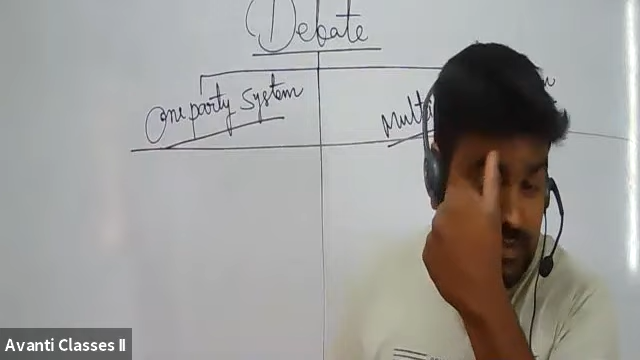 Debate
One party system
Avanti Classes II